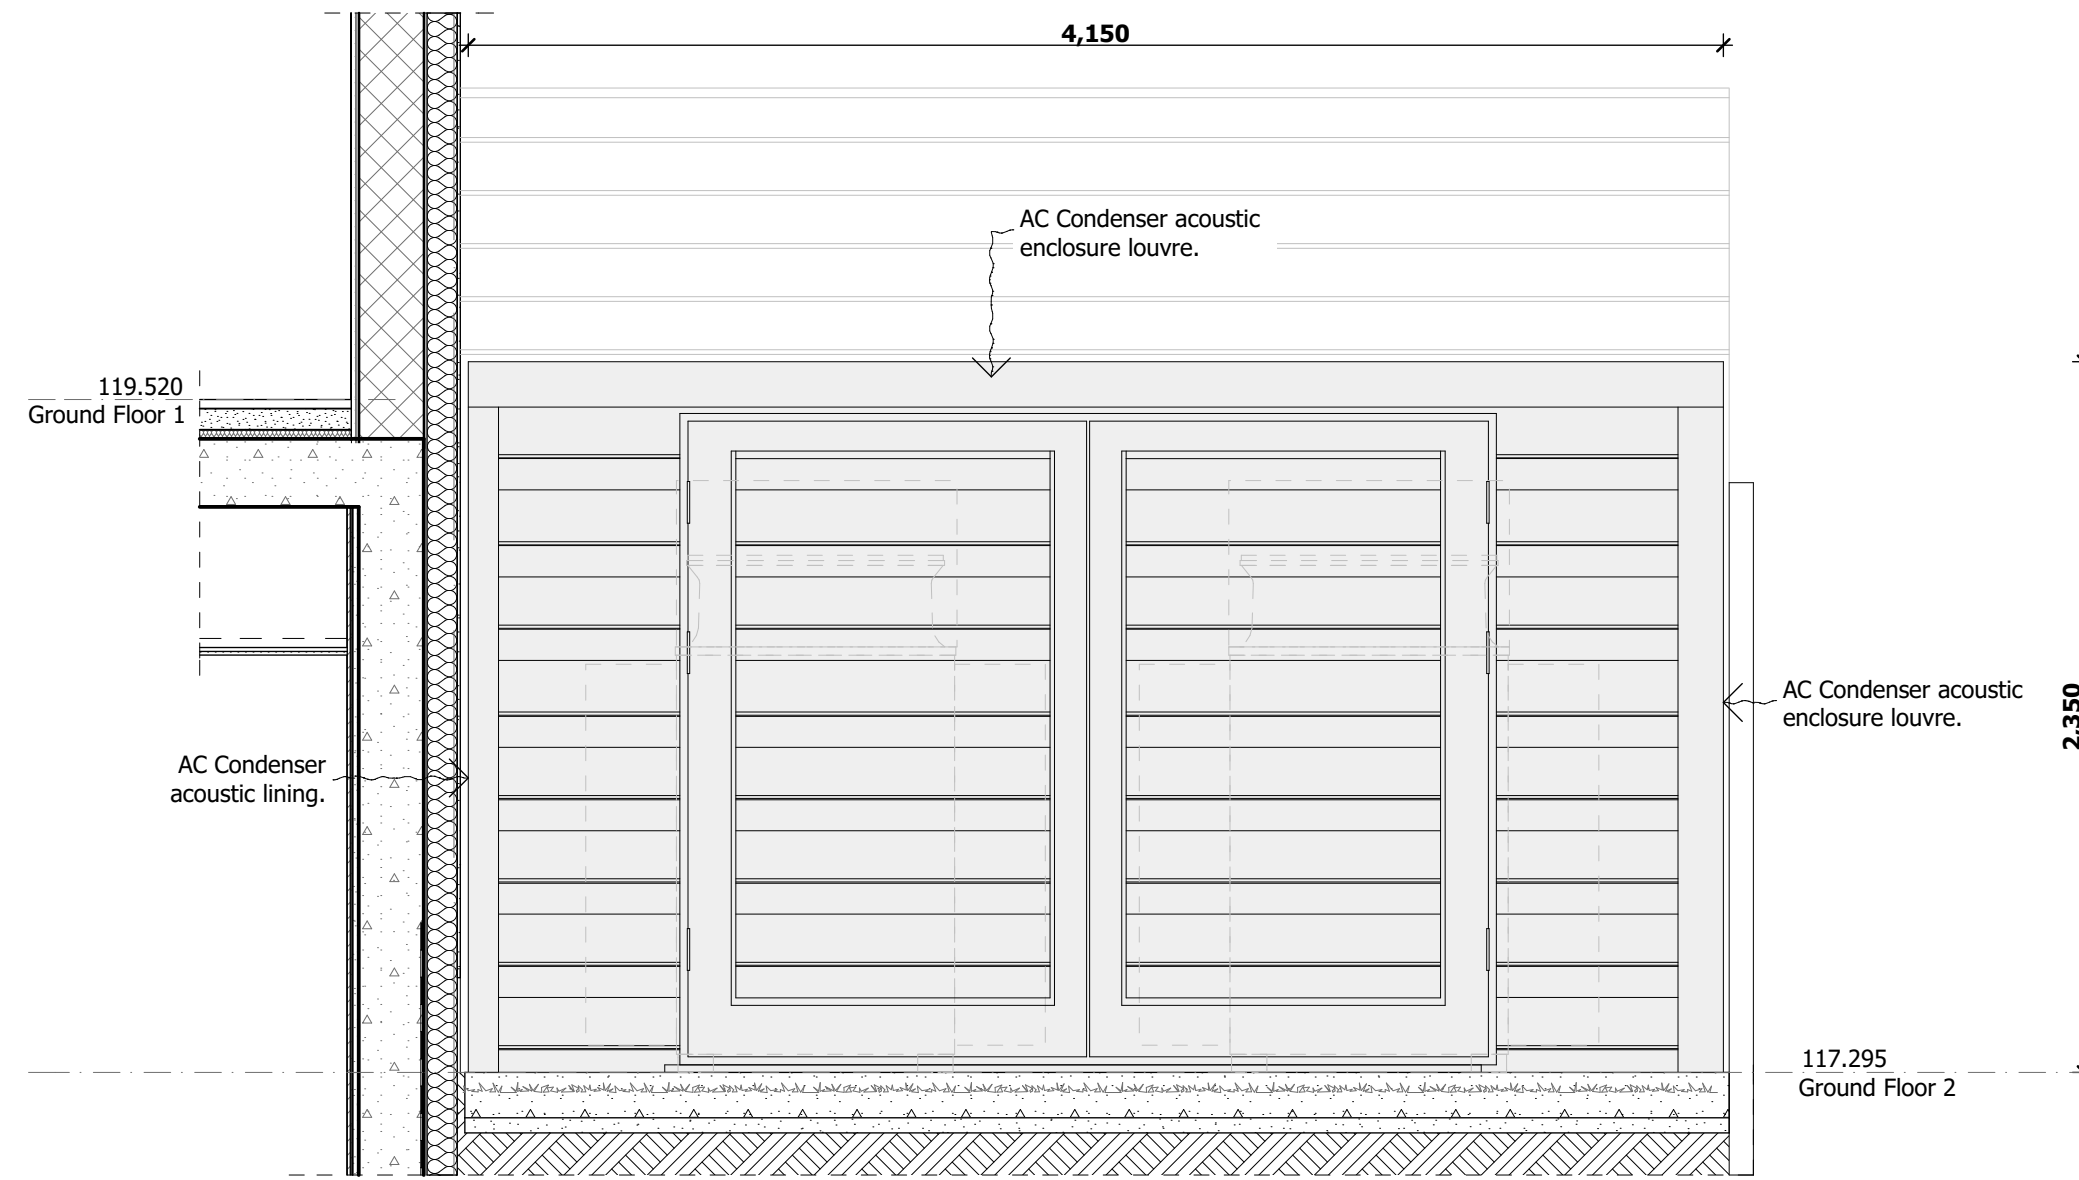 4,150
AC Condenser acoustic
enclosure louvre.
119.520
Ground Floor 1
AC Condenser acoustic
enclosure louvre.
2,350
AC Condenser
acoustic lining.
117.295
Ground Floor 2